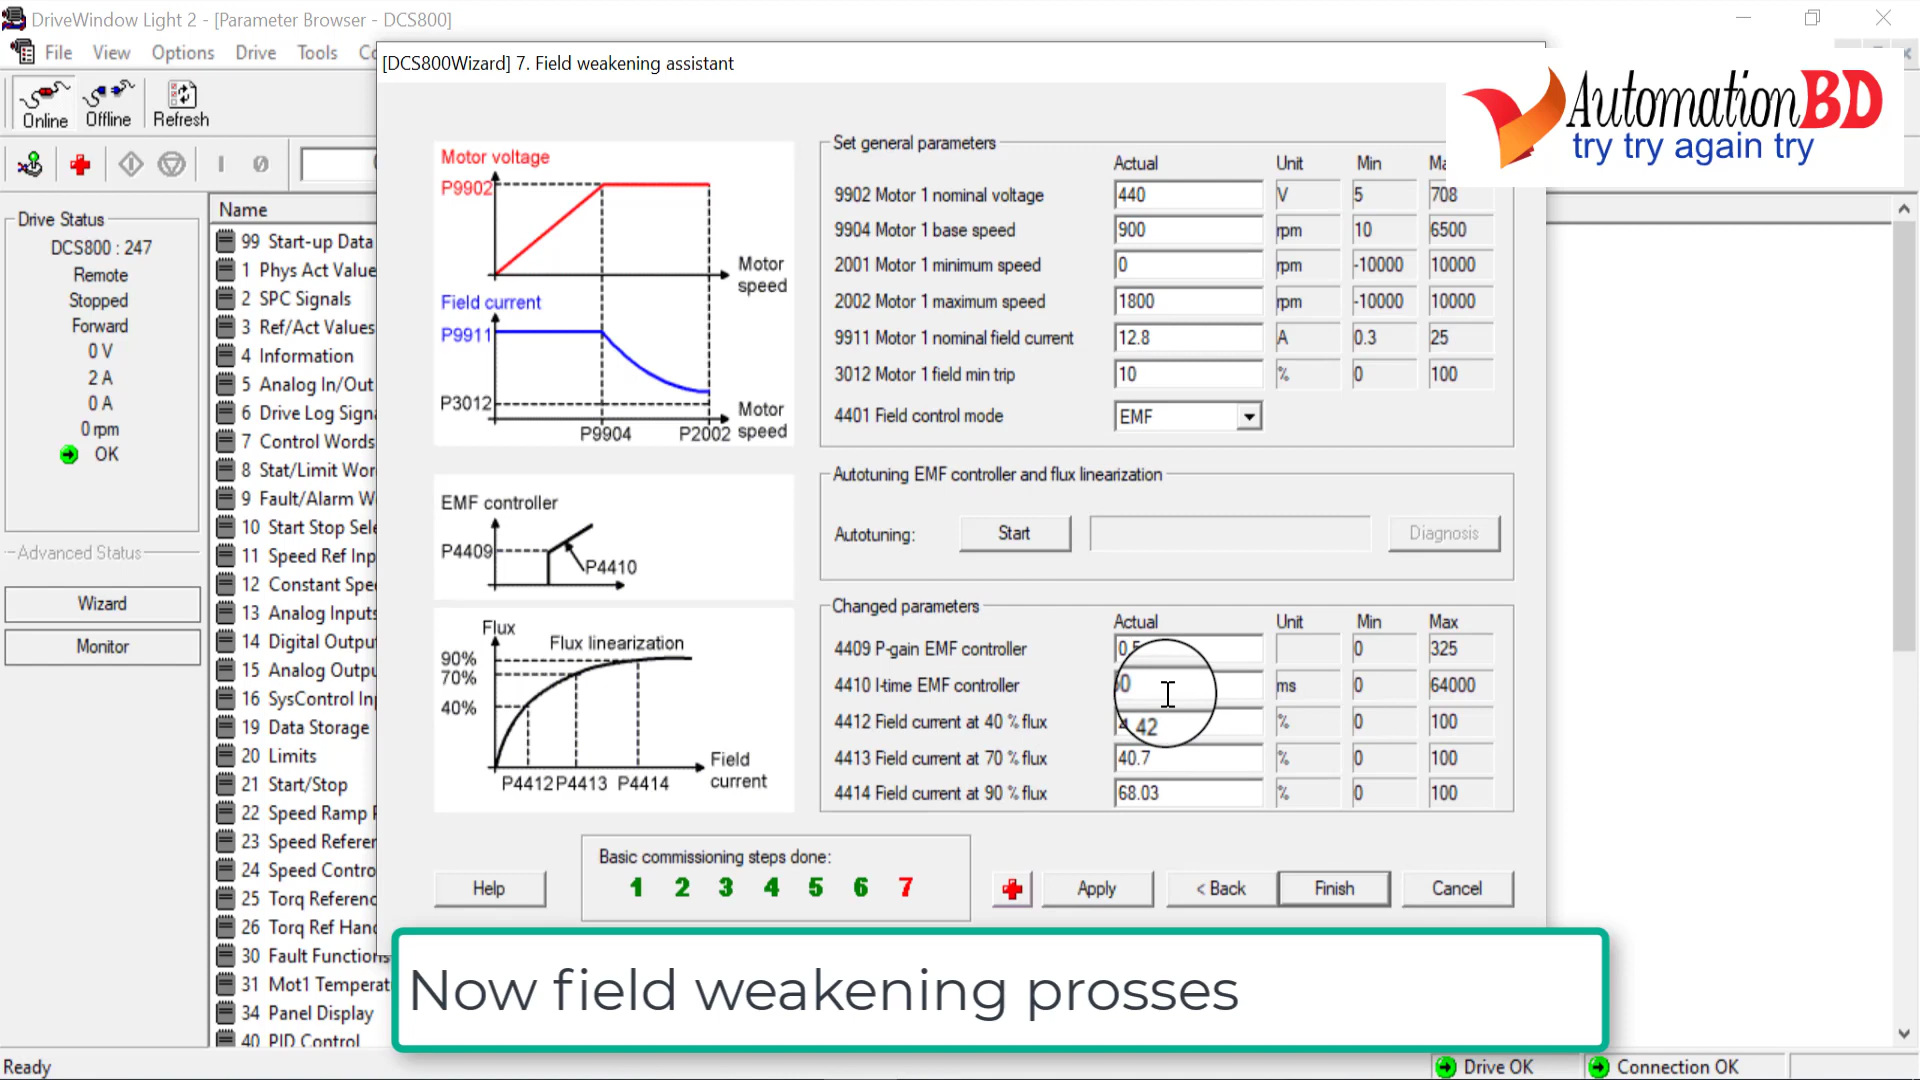 DriveWindow Light 2 - [Parameter Browser - DCS800]
File View Options Drive Tools
Online Offline Refresh
Drive Status
DCS800 : 247
Remote
Stopped
Forward
0 V
2 A
0 A
0 rpm
OK
Advanced Status
Wizard
Monitor
Name
99 Start-up Data
1 Phys Act Value
2 SPC Signals
3 Ref/Act Values
4 Information
5 Analog In/Out
6 Drive Log Sign
7 Control Words
8 Stat/Limit Wor
9 Fault/Alarm W
10 Start Stop Sele
11 Speed Ref Inp
12 Constant Spe
13 Analog Inputs
14 Digital Output
15 Analog Outpu
16 SysControl In
19 Data Storage
20 Limits
21 Start/Stop
22 Speed Ramp F
23 Speed Referer
24 Speed Contro
25 Torq Referenc
26 Torq Ref Hand
30 Fault Functions
31 Mot1 Temperat
34 Panel Display
40 PID Control
[DCS800Wizard] 7. Field weakening assistant
Motor voltage
P9902
Motor speed
Field current
P9911
P3012
Motor speed
P9904 P2002
EMF controller
P4409
P4410
Flux
Flux linearization
90%
70%
40%
Field current
P4412 P4413 P4414
Set general parameters
Actual Unit Min Ma
9902 Motor 1 nominal voltage 440 V 5 708
9904 Motor 1 base speed 900 rpm 10 6500
2001 Motor 1 minimum speed 0 rpm -10000 10000
2002 Motor 1 maximum speed 1800 rpm -10000 10000
9911 Motor 1 nominal field current 12.8 A 0.3 25
3012 Motor 1 field min trip 10 % 0 100
4401 Field control mode EMF
Autotuning EMF controller and flux linearization
Autotuning: Start Diagnosis
Changed parameters
Actual Unit Min Max
4409 P-gain EMF controller 0 325
4410 I-time EMF controller ms 0 64000
4412 Field current at 40 % flux % 0 100
4413 Field current at 70 % flux 40.7 % 0 100
4414 Field current at 90 % flux 68.03 % 0 100
Basic commissioning steps done:
1 2 3 4 5 6 7
Help Apply < Back Finish Cancel
AutomationBD
try try again try
Now field weakening prosses
Ready Drive OK Connection OK